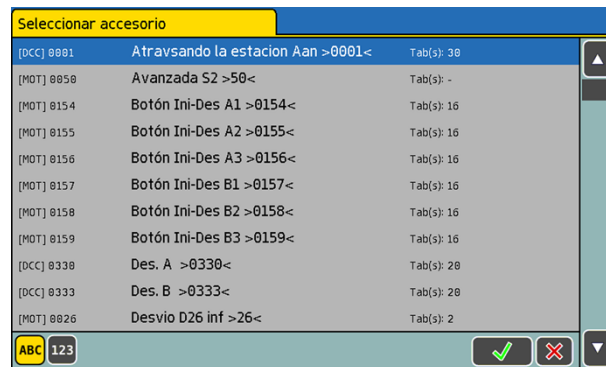 Seleccionar accesorio
[DCC] 0001 Atravsando la estacion Aan >0001< Tab(s): 30
[MOT] 0050 Avanzada S2 >50< Tab(s): -
[MOT] 0154 Botón Ini-Des A1 >0154< Tab(s): 16
[MOT] 0155 Botón Ini-Des A2 >0155< Tab(s): 16
[MOT] 0156 Botón Ini-Des A3 >0156< Tab(s): 16
[MOT] 0157 Botón Ini-Des B1 >0157< Tab(s): 16
[MOT] 0158 Botón Ini-Des B2 >0158< Tab(s): 16
[MOT] 0159 Botón Ini-Des B3 >0159< Tab(s): 16
[DCC] 0330 Des. A >0330< Tab(s): 20
[DCC] 0333 Des. B >0333< Tab(s): 20
[MOT] 0026 Desvio D26 inf >26< Tab(s): 2
ABC 123